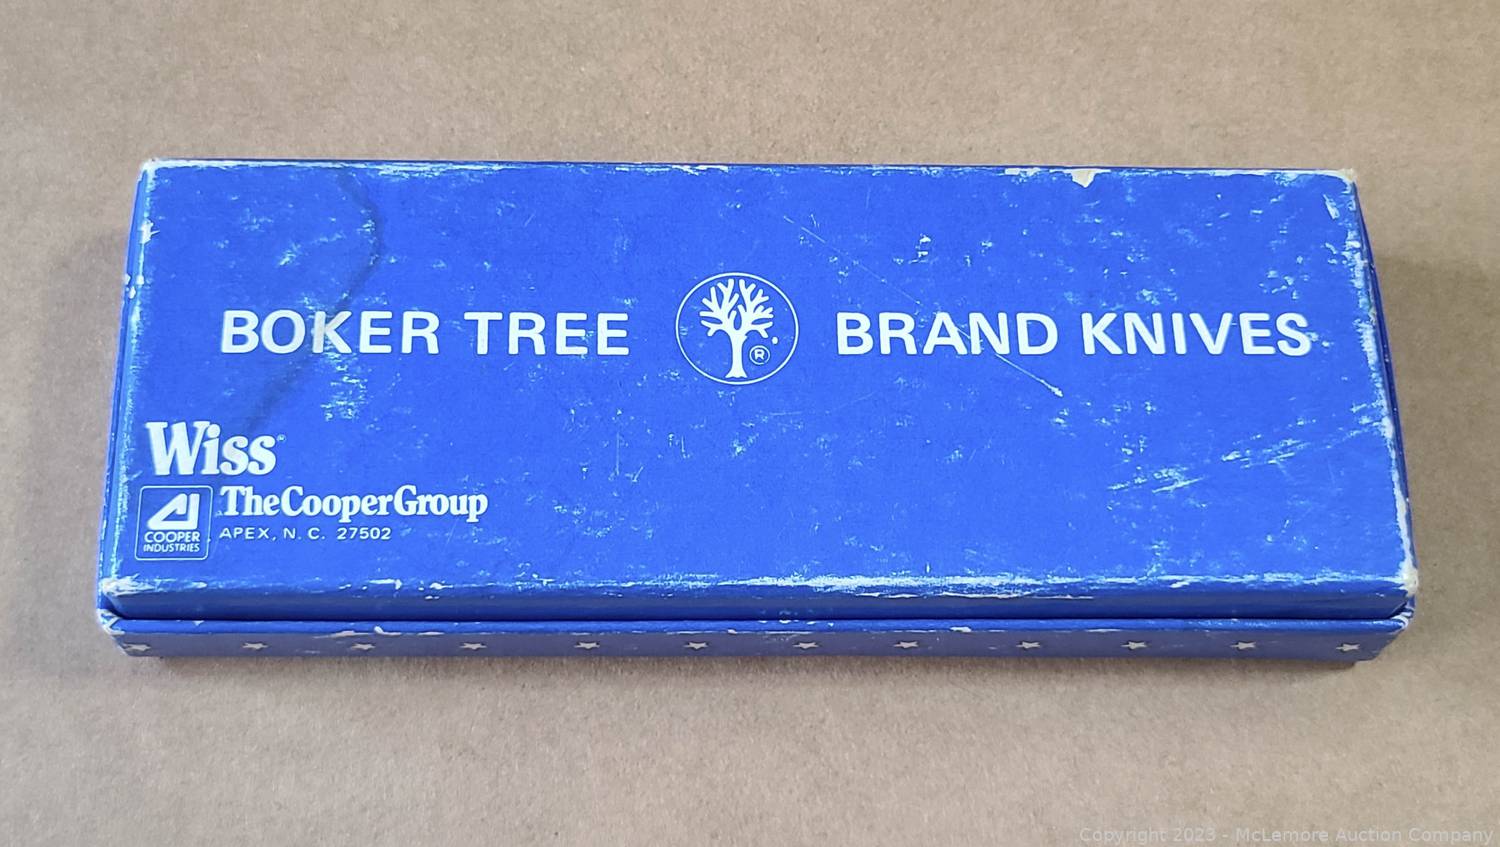 BOKER TREE ® BRAND KNIVES
Wiss
TheCooperGroup
COOPER
INDUSTRIES
APEX, N. C. 27502
Copyright 2023 - McLemore Auction Company